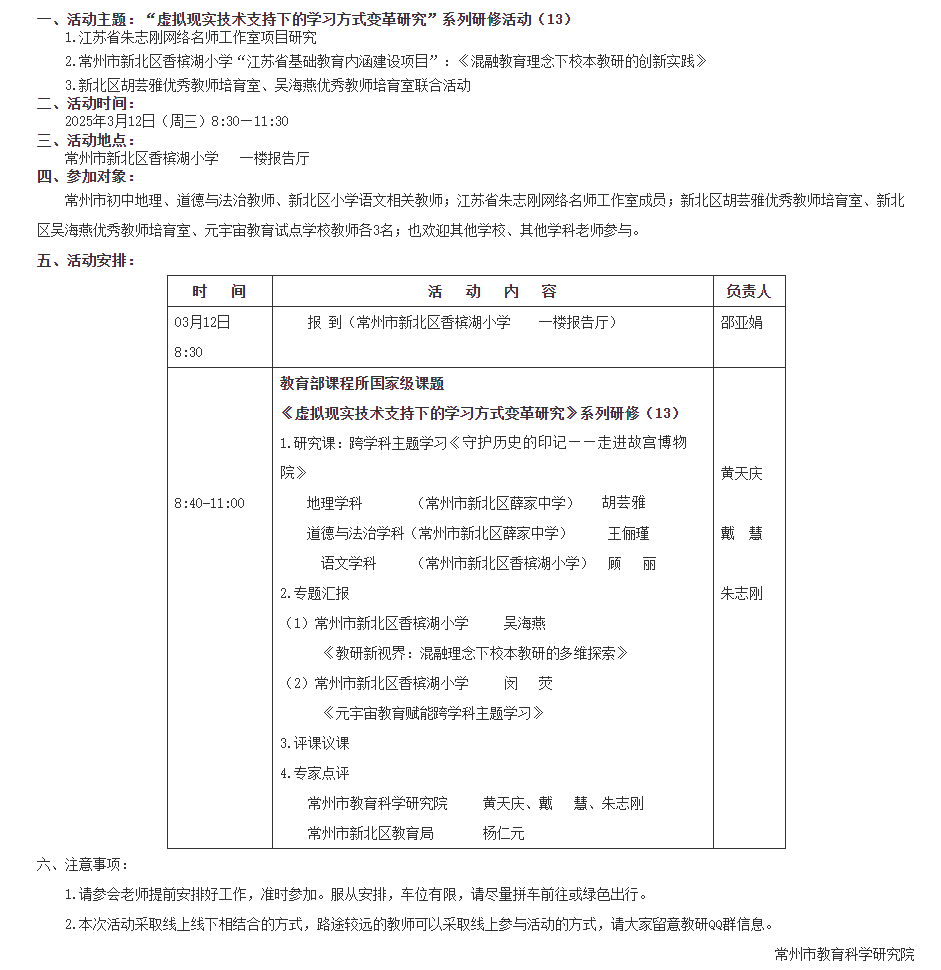 一、活动主题：“虚拟现实技术支持下的学习方式变革研究”系列研修活动（13）
1.江苏省朱志刚网络名师工作室项目研究
2.常州市新北区香槟湖小学“江苏省基础教育内涵建设项目”：《混融教育理念下校本教研的创新实践》
3.新北区胡芸雅优秀教师培育室、吴海燕优秀教师培育室联合活动
二、活动时间：
2025年3月12日（周三）8:30—11:30
三、活动地点：
常州市新北区香槟湖小学 一楼报告厅
四、参加对象：
常州市初中地理、道德与法治教师、新北区小学语文相关教师；江苏省朱志刚网络名师工作室成员；新北区胡芸雅优秀教师培育室、新北
区吴海燕优秀教师培育室、元宇宙教育试点学校教师各3名；也欢迎其他学校、其他学科老师参与。
五、活动安排：
时 间 活 动 内 容 负责人
03月12日 报 到（常州市新北区香槟湖小学 一楼报告厅） 邵亚娟
8:30
教育部课程所国家级课题
《虚拟现实技术支持下的学习方式变革研究》系列研修（13）
1.研究课：跨学科主题学习《守护历史的印记——走进故宫博物
院》 黄天庆
8:40-11:00 地理学科 （常州市新北区薛家中学） 胡芸雅
道德与法治学科（常州市新北区薛家中学） 王俪瑾 戴 慧
语文学科 （常州市新北区香槟湖小学） 顾 丽
2.专题汇报 朱志刚
（1）常州市新北区香槟湖小学 吴海燕
《教研新视界：混融理念下校本教研的多维探索》
（2）常州市新北区香槟湖小学 闵 荧
《元宇宙教育赋能跨学科主题学习》
3.评课议课
4.专家点评
常州市教育科学研究院 黄天庆、戴 慧、朱志刚
常州市新北区教育局 杨仁元
六、注意事项：
1.请参会老师提前安排好工作，准时参加。服从安排，车位有限，请尽量拼车前往或绿色出行。
2.本次活动采取线上线下相结合的方式，路途较远的教师可以采取线上参与活动的方式，请大家留意教研QQ群信息。
常州市教育科学研究院